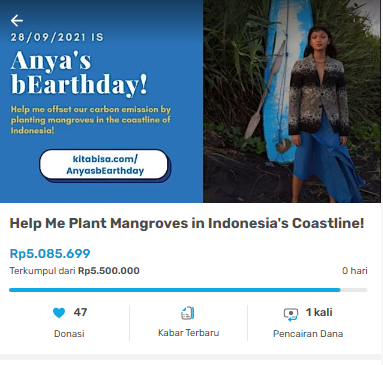 28/09/2021 IS
Anya's
bEarthday!
Help me offset our carbon emission by
planting mangroves in the coastline of
Indonesia!
kitabisa.com/
AnyasbEarthday
Help Me Plant Mangroves in Indonesia's Coastline!
Rp5.085.699
Terkumpul dari Rp5.500.000
0 hari
47
Donasi
Kabar Terbaru
1 kali
Pencairan Dana